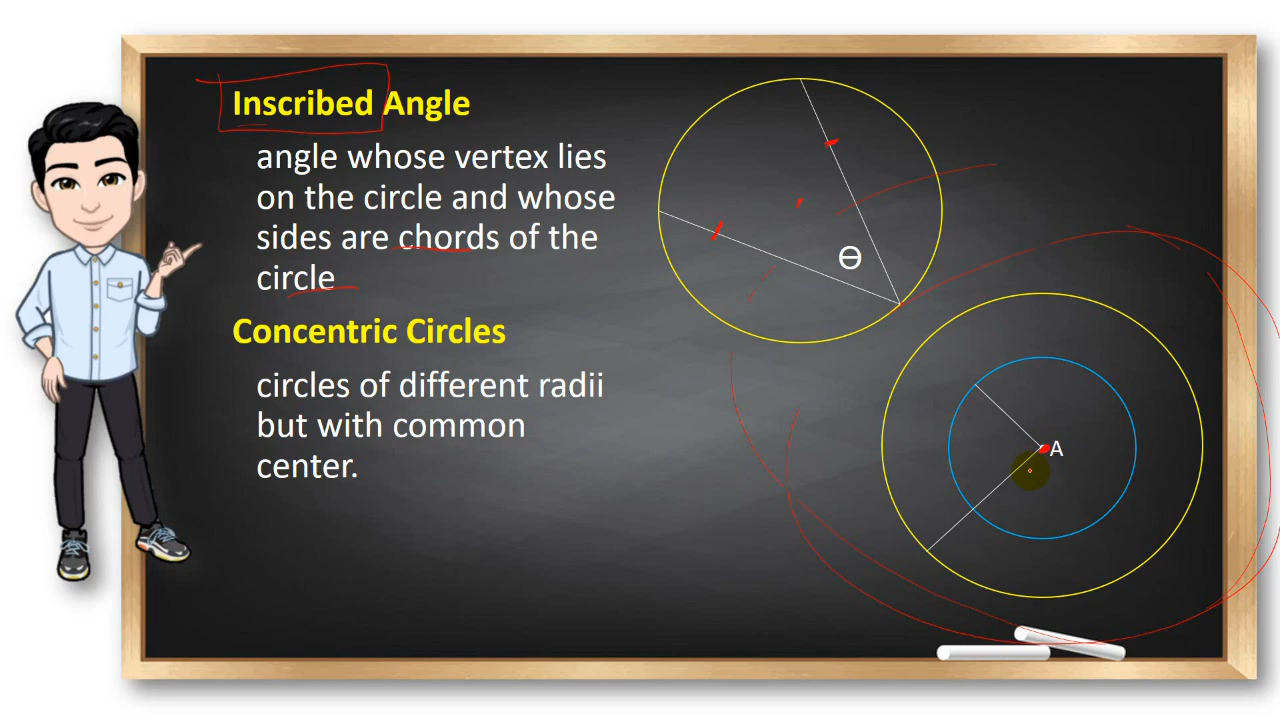 Inscribed Angle
angle whose vertex lies
on the circle and whose
sides are chords of the
circle
Concentric Circles
circles of different radii
but with common
center.
Ɵ
A